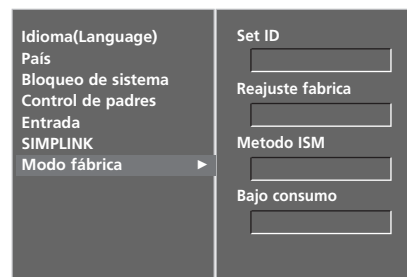 Idioma(Language)
País
Bloqueo de sistema
Control de padres
Entrada
SIMPLINK
Modo fábrica ►
Set ID
Reajuste fabrica
Metodo ISM
Bajo consumo